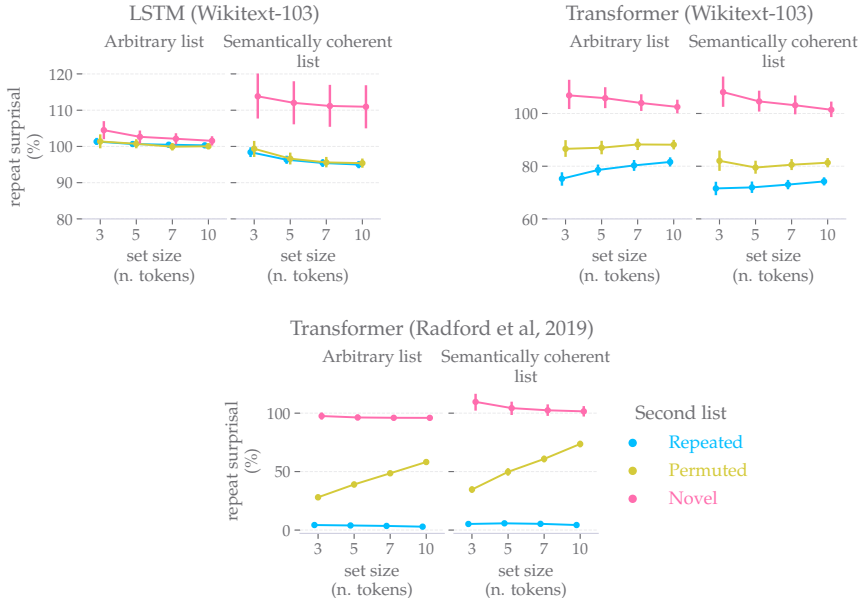 LSTM (Wikitext-103)
Arbitrary list
Semantically coherent
list
repeat surprisal
(%)
120
110
100
90
80
3 5 7 10
3 5 7 10
set size
(n. tokens)
set size
(n. tokens)
Transformer (Wikitext-103)
Arbitrary list
Semantically coherent
list
100
80
60
3 5 7 10
3 5 7 10
set size
(n. tokens)
set size
(n. tokens)
Transformer (Radford et al, 2019)
Arbitrary list
Semantically coherent
list
repeat surprisal
(%)
100
50
0
3 5 7 10
3 5 7 10
set size
(n. tokens)
set size
(n. tokens)
Second list
Repeated
Permuted
Novel